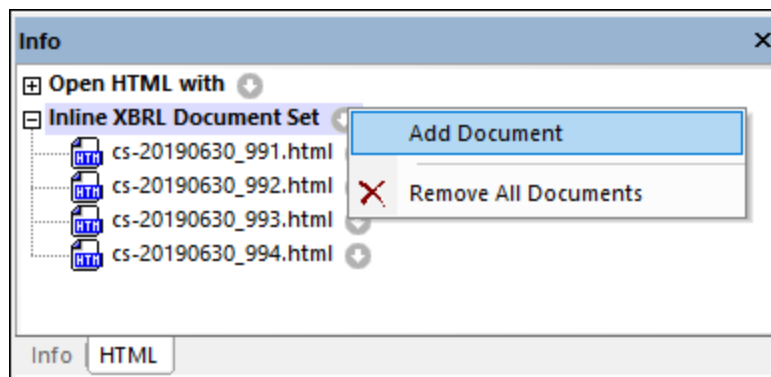 Info
Open HTML with
Inline XBRL Document Set
Add Document
cs-20190630_991.html
cs-20190630_992.html
Remove All Documents
cs-20190630_993.html
cs-20190630_994.html
Info
HTML